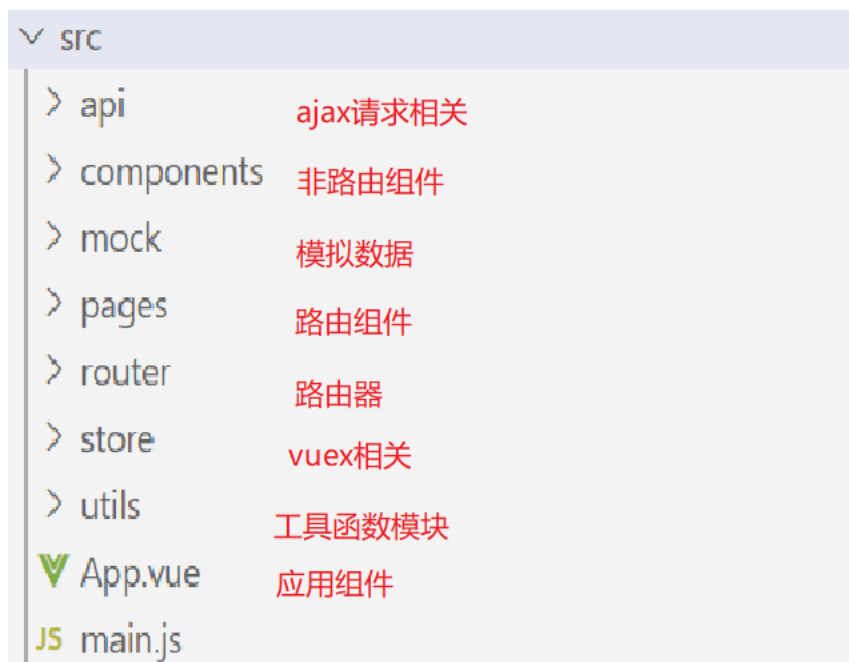 src
api ajax请求相关
components 非路由组件
mock 模拟数据
pages 路由组件
router 路由器
store vuex相关
utils 工具函数模块
App.vue 应用组件
JS main.js